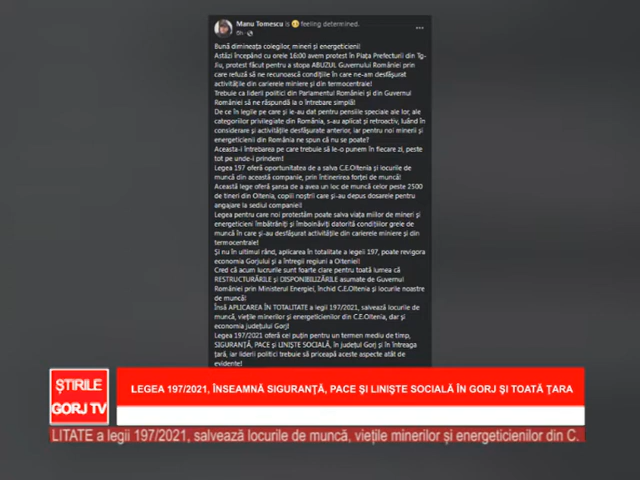 Manu Tomescu is feeling determined.
Bună dimineața colegilor, mineri și energeticieni!
Astăzi începând cu orele 16:00 avem protest în Piața Prefecturii din Tg-
Jiu, protest făcut pentru a stopa ABUZUL Guvernului României prin
care refuză să ne recunoască condițiile în care ne-am desfășurat
activitățile din carierele miniere și din termocentrale!
Trebuie ca liderii politici din Parlamentul României și din Guvernul
României să ne răspundă la o întrebare simplă!
De ce în legile pe care și le-au dat pentru pensiile speciale ale lor, ale
categoriilor privilegiate din România, s-au aplicat și retroactiv, luând în
considerare și activitățile desfășurate anterior, iar pentru noi minerii și
energeticienii din România ne spun că nu se poate?
Aceasta-i întrebarea pe care trebuie să le-o punem în fiecare zi, peste
tot pe unde-i prindem!
Legea 197 oferă oportunitatea de a salva C.E.Oltenia și locurile de
muncă din această companie, prin întinerirea forței de muncă!
Această lege oferă șansa de a avea un loc de muncă celor peste 2500
de tineri din Oltenia, copiii noștri care și-au depus dosarele pentru
angajare la sediul companiei!
Legea pentru care noi protestăm poate salva viața miilor de mineri și
energeticieni îmbătrâniți și îmbolnăviți datorită condițiilor grele de
muncă în care și-au desfășurat activitățile din carierele miniere și din
termocentrale!
Și nu în ultimul rând, aplicarea în totalitate a legii 197, poate revigora
economia Gorjului și a întregii regiuni a Olteniei!
Cred că acum lucrurile sunt foarte clare pentru toată lumea că
RESTRUCTURĂRILE și DISPONIBILIZĂRILE asumate de Guvernul
României prin Ministerul Energiei, închid C.E.Oltenia și locurile noastre
de muncă!
Însă APLICAREA ÎN TOTALITATE a legii 197/2021, salvează locurile de
muncă, viețile minerilor și energeticienilor din C.E.Oltenia, dar și
economia județului Gorj!
Legea 197/2021 oferă cel puțin pentru un termen mediu de timp,
SIGURANȚĂ, PACE și LINIȘTE SOCIALĂ, în județul Gorj și în întreaga
țară, iar liderii politici trebuie să priceapă aceste aspecte atât de
evidente!
ȘTIRILE
GORJ TV
LEGEA 197/2021, ÎNSEAMNĂ SIGURANȚĂ, PACE ȘI LINIȘTE SOCIALĂ ÎN GORJ ȘI TOATĂ ȚARA
LITATE a legii 197/2021, salvează locurile de muncă, viețile minerilor și energeticienilor din C.